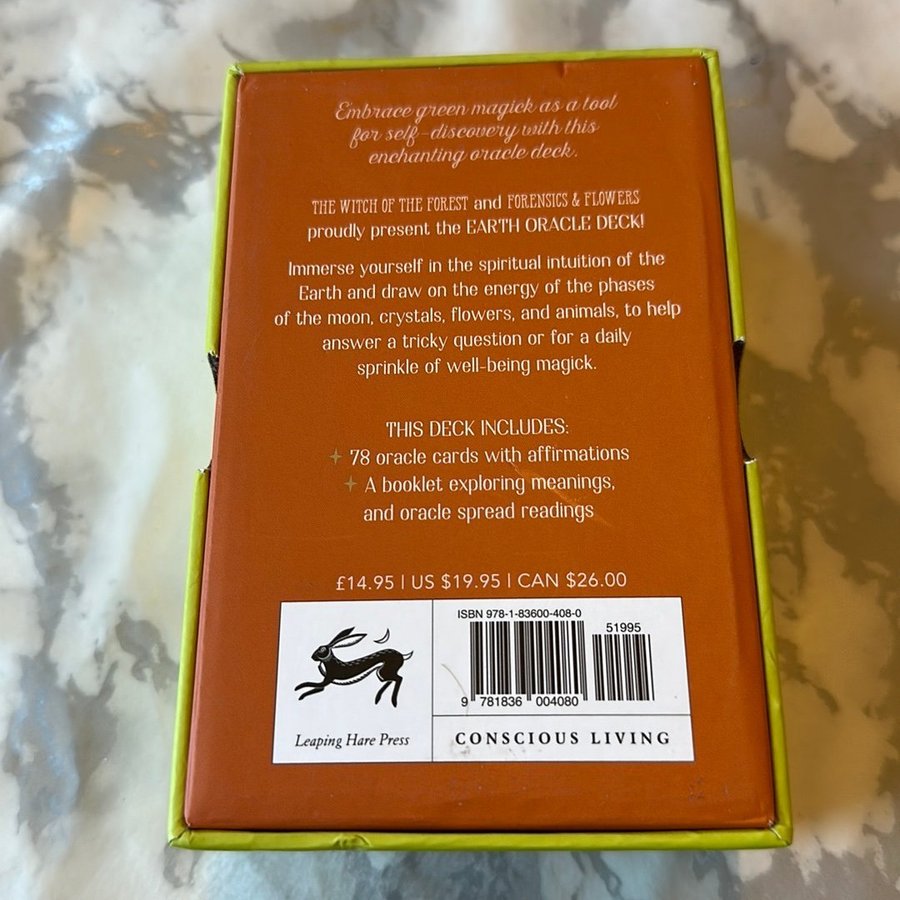 Embrace green magick as a tool
for self-discovery with this
enchanting oracle deck.
THE WITCH OF THE FOREST and FORENSICS & FLOWERS
proudly present the EARTH ORACLE DECK!
Immerse yourself in the spiritual intuition of the
Earth and draw on the energy of the phases
of the moon, crystals, flowers, and animals, to help
answer a tricky question or for a daily
sprinkle of well-being magick.
THIS DECK INCLUDES:
78 oracle cards with affirmations
A booklet exploring meanings,
and oracle spread readings
£14.95 | US $19.95 | CAN $26.00
ISBN 978-1-83600-408-0
51995
9 781836 004080
Leaping Hare Press
CONSCIOUS LIVING